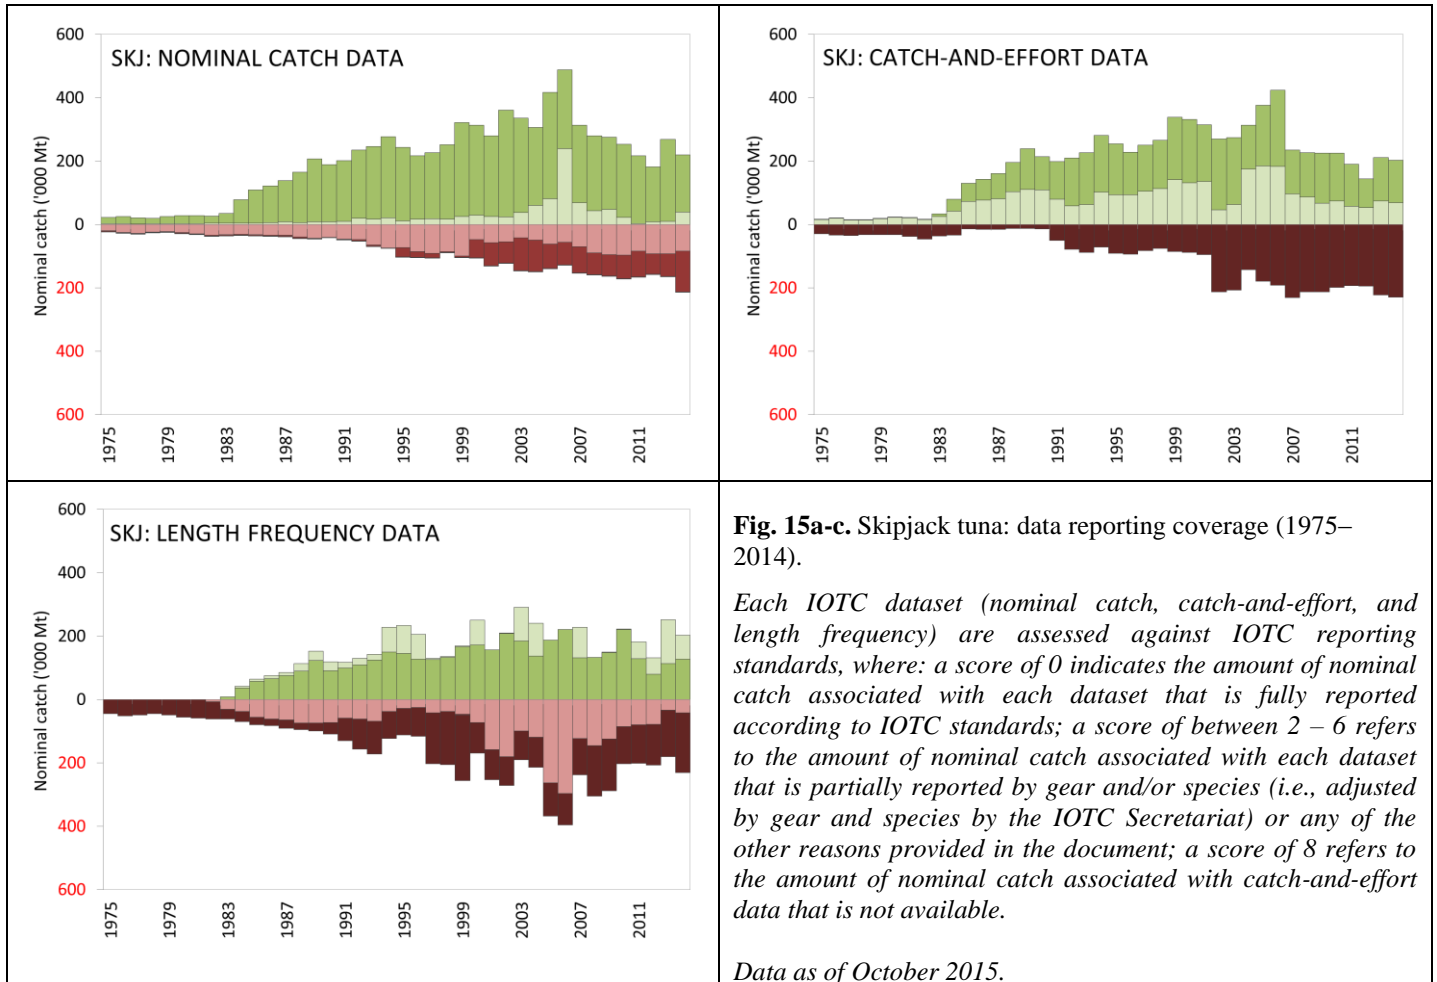 SKJ: NOMINAL CATCH DATA
Nominal catch ('000 Mt)
600
400
200
0
200
400
600
1975
1979
1983
1987
1991
1995
1999
2003
2007
2011
SKJ: CATCH-AND-EFFORT DATA
Nominal catch ('000 Mt)
600
400
200
0
200
400
600
1975
1979
1983
1987
1991
1995
1999
2003
2007
2011
SKJ: LENGTH FREQUENCY DATA
Nominal catch ('000 Mt)
600
400
200
0
200
400
600
1975
1979
1983
1987
1991
1995
1999
2003
2007
2011
Fig. 15a-c. Skipjack tuna: data reporting coverage (1975–
2014).
Each IOTC dataset (nominal catch, catch-and-effort, and
length frequency) are assessed against IOTC reporting
standards, where: a score of 0 indicates the amount of nominal
catch associated with each dataset that is fully reported
according to IOTC standards; a score of between 2 – 6 refers
to the amount of nominal catch associated with each dataset
that is partially reported by gear and/or species (i.e., adjusted
by gear and species by the IOTC Secretariat) or any of the
other reasons provided in the document; a score of 8 refers to
the amount of nominal catch associated with catch-and-effort
data that is not available.
Data as of October 2015.